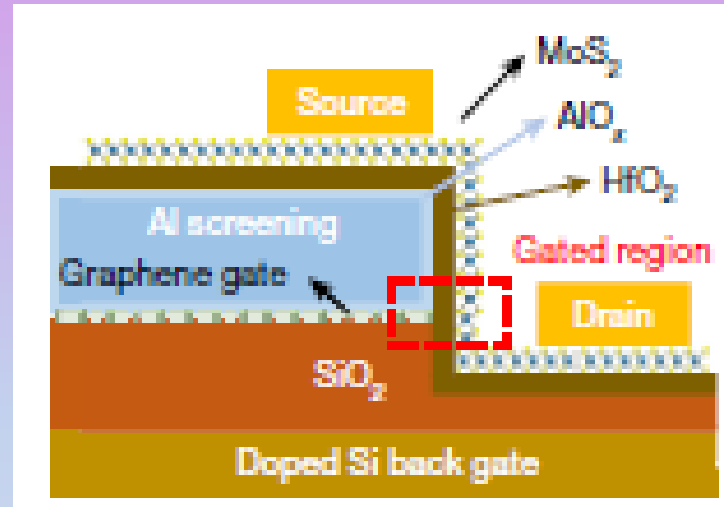 MoS₂
Source
AlOₓ
HfO₂
Al screening
Gated region
Graphene gate
Drain
SiO₂
Doped Si back gate